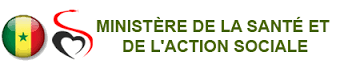 MINISTÈRE DE LA SANTÉ ET
DE L'ACTION SOCIALE